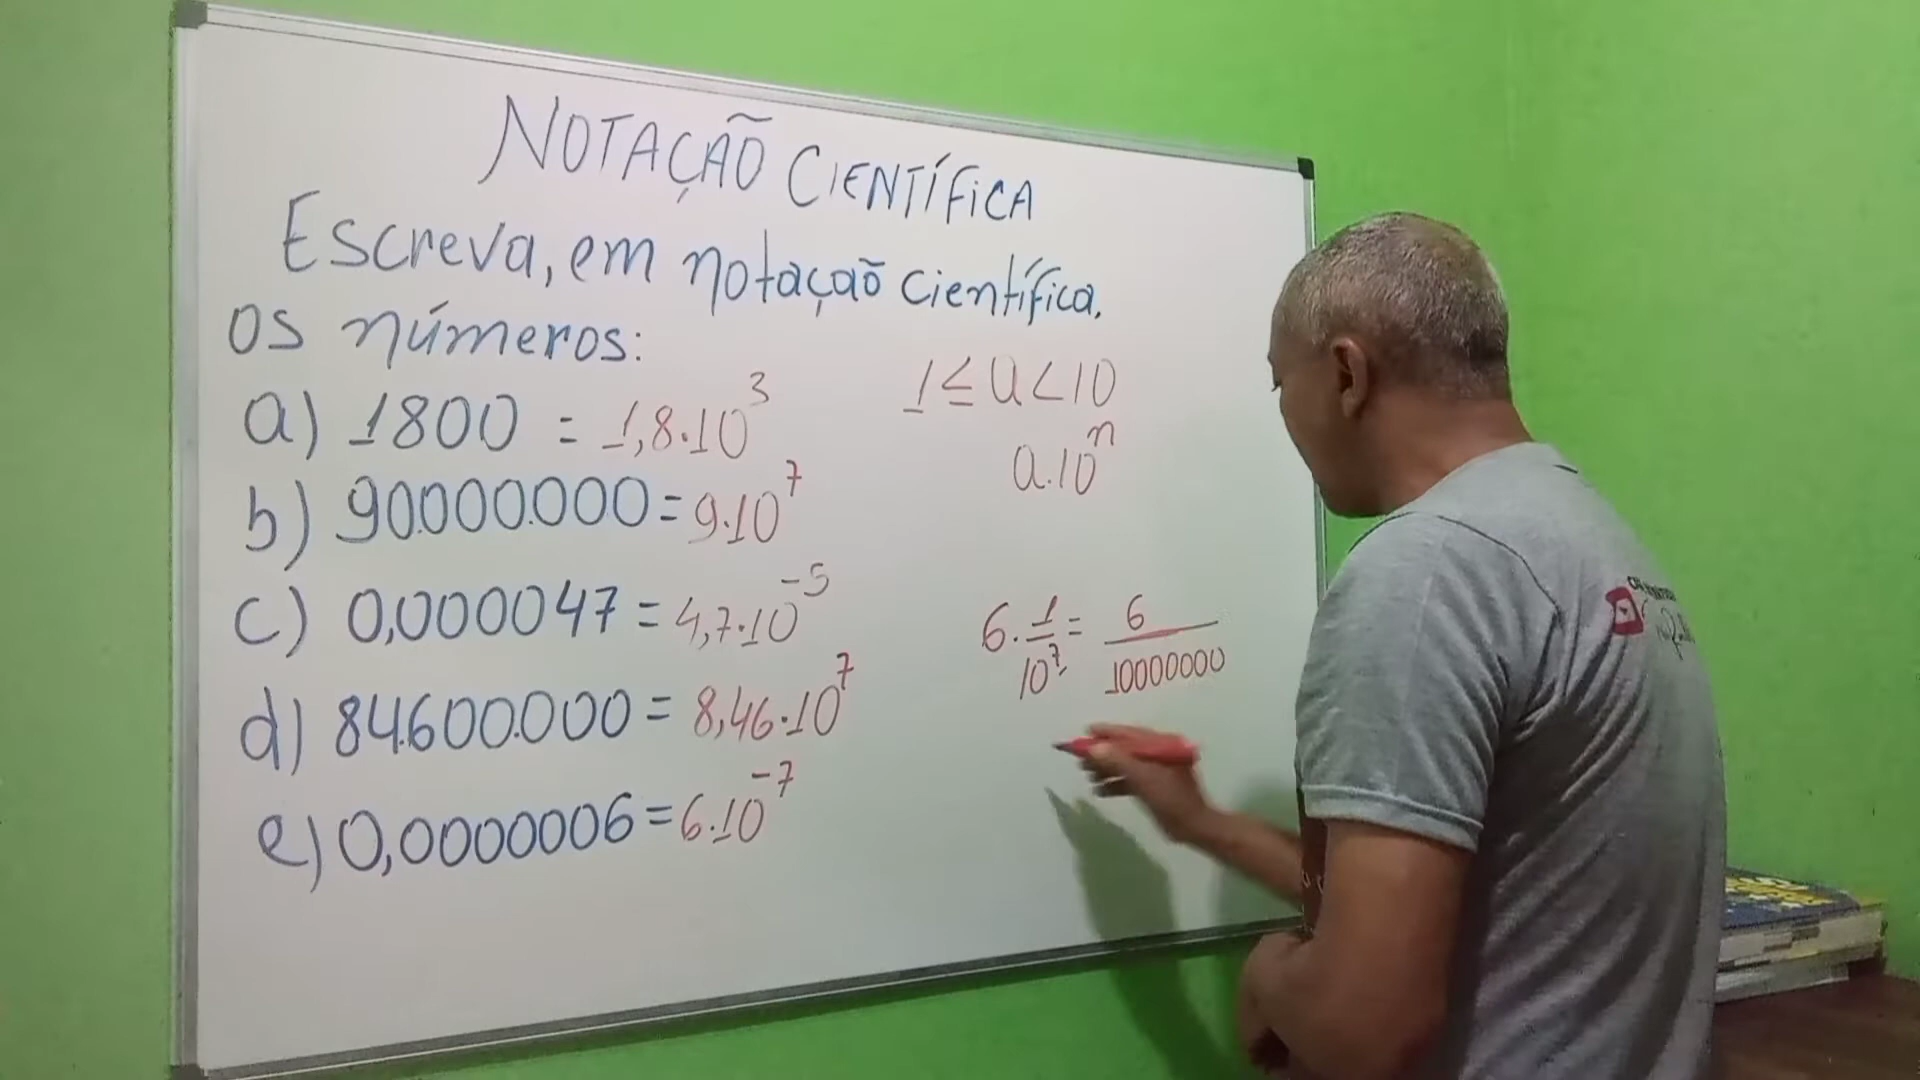 NOTAÇÃO CIENTÍFICA
Escreva, em notação científica.
os números:
a) 1800 = 1,8.10³
b) 90.000.000 = 9.10⁷
c) 0,000047 = 4,7.10⁻⁵
d) 84.600.000 = 8,46.10⁷
e) 0,0000006 = 6.10⁻⁷
1 ≤ a < 10
a.10ⁿ
6 . 1/10⁷ = 6/10000000